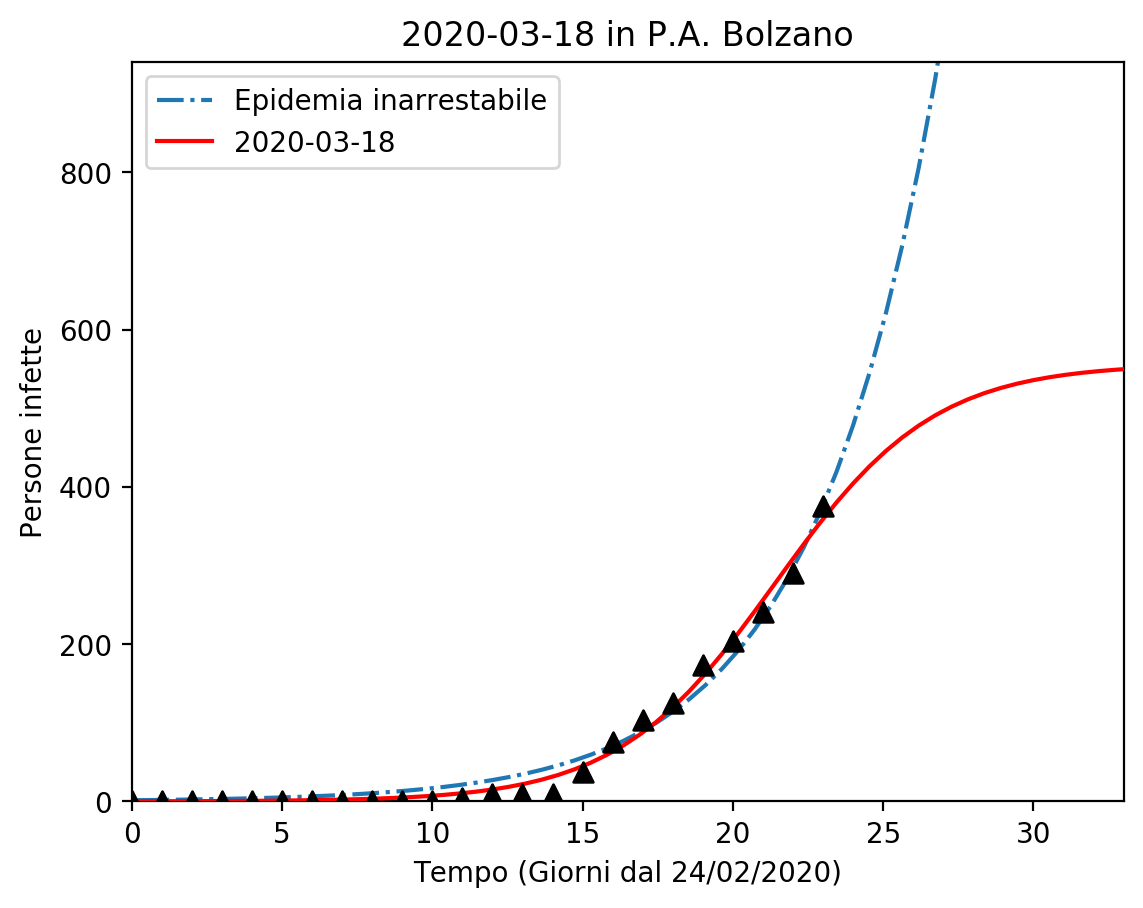 2020-03-18 in P.A. Bolzano
Epidemia inarrestabile
2020-03-18
800
600
400
200
0
Persone infette
0 5 10 15 20 25 30
Tempo (Giorni dal 24/02/2020)